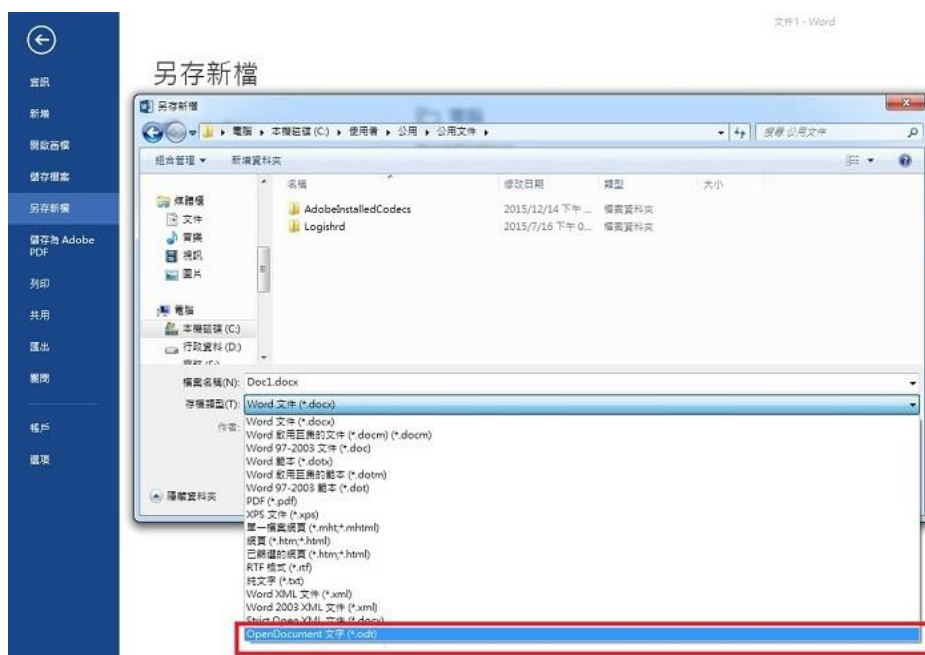 文件1 - Word
資訊
新增
開啟舊檔
儲存檔案
另存新檔
儲存為 Adobe
PDF
列印
共用
匯出
關閉
帳戶
選項
另存新檔
另存新檔
電腦 本機磁碟 (C:) 使用者 公用 公用文件
搜尋 公用文件
組合管理 新增資料夾
名稱 修改日期 類型 大小
媒體櫃
文件
音樂
視訊
圖片
電腦
本機磁碟 (C:)
行政資料 (D:)
AdobeInstalledCodecs 2015/12/14 下午 ... 檔案資料夾
Logishrd 2015/7/16 下午 0... 檔案資料夾
檔案名稱(N): Doc1.docx
存檔類型(T): Word 文件 (*.docx)
作者:
隱藏資料夾
Word 文件 (*.docx)
Word 啟用巨集的文件 (*.docm) (*.docm)
Word 97-2003 文件 (*.doc)
Word 範本 (*.dotx)
Word 啟用巨集的範本 (*.dotm)
Word 97-2003 範本 (*.dot)
PDF (*.pdf)
XPS 文件 (*.xps)
單一檔案網頁 (*.mht;*.mhtml)
網頁 (*.htm;*.html)
已篩選的網頁 (*.htm;*.html)
RTF 格式 (*.rtf)
純文字 (*.txt)
Word XML 文件 (*.xml)
Word 2003 XML 文件 (*.xml)
Strict Open XML 文件 (*.docx)
OpenDocument 文字 (*.odt)